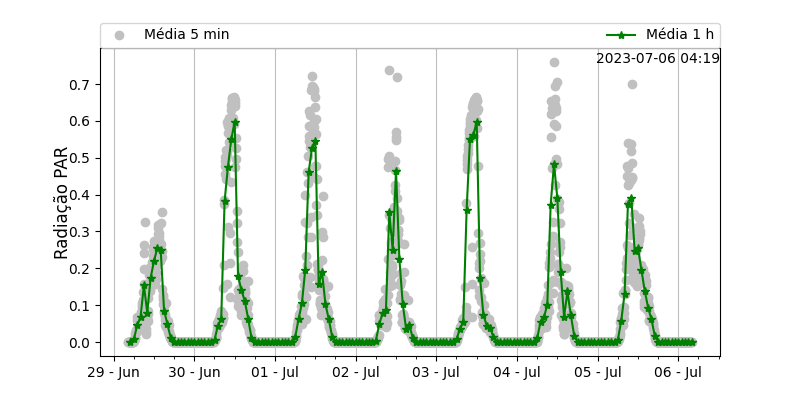 Média 5 min
Média 1 h
2023-07-06 04:19
Radiação PAR
0.7
0.6
0.5
0.4
0.3
0.2
0.1
0.0
29 - Jun
30 - Jun
01 - Jul
02 - Jul
03 - Jul
04 - Jul
05 - Jul
06 - Jul